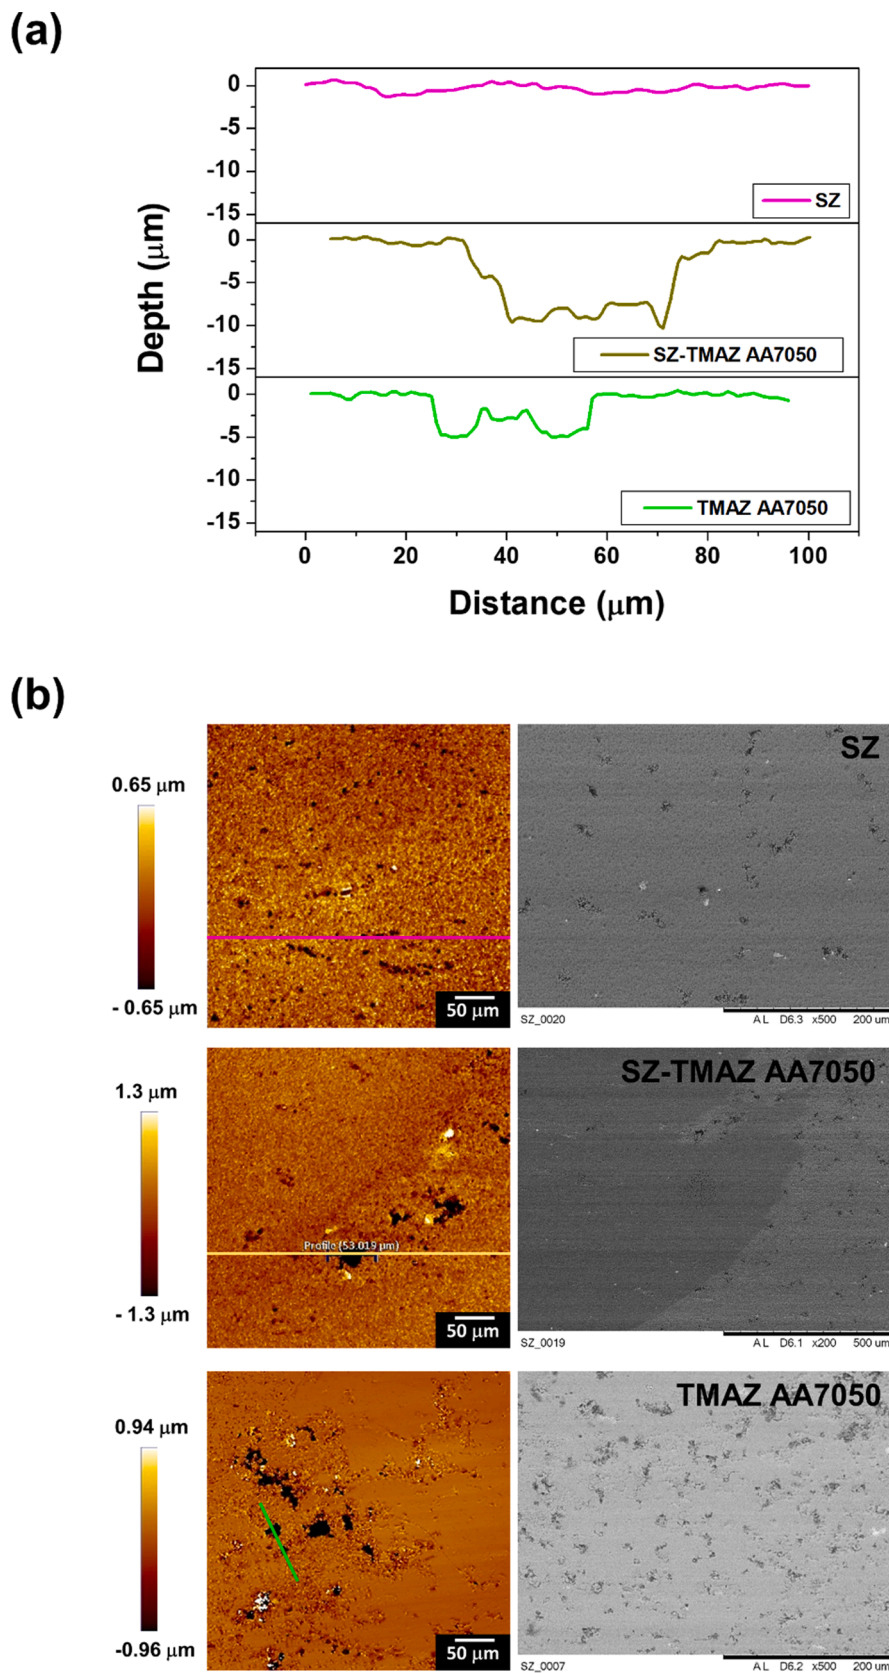 (a)
0
-5
-10
-15
SZ
0
-5
-10
-15
SZ-TMAZ AA7050
0
-5
-10
-15
TMAZ AA7050
0 20 40 60 80 100
Depth (μm)
Distance (μm)
(b)
0.65 μm
- 0.65 μm
50 μm
SZ
SZ_0020 A L D6.3 x500 200 um
1.3 μm
- 1.3 μm
Profile (53.019 μm)
50 μm
SZ-TMAZ AA7050
SZ_0019 A L D6.1 x200 500 um
0.94 μm
-0.96 μm
50 μm
TMAZ AA7050
SZ_0007 A L D6.2 x500 200 um